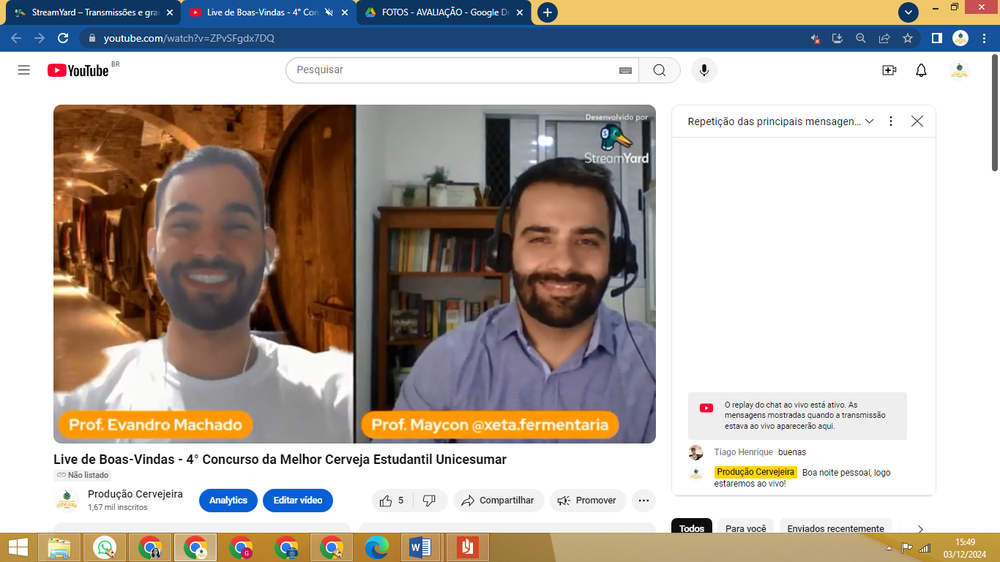 StreamYard – Transmissões e grav
Live de Boas-Vindas - 4° Con
FOTOS - AVALIAÇÃO - Google Dr
youtube.com/watch?v=ZPvSFgdx7DQ
YouTube BR
Pesquisar
Desenvolvido por
StreamYard
Prof. Evandro Machado
Prof. Maycon @xeta.fermentaria
Repetição das principais mensagen...
O replay do chat ao vivo está ativo. As
mensagens mostradas quando a transmissão
estava ao vivo aparecerão aqui.
Tiago Henrique buenas
Produção Cervejeira Boa noite pessoal, logo
estaremos ao vivo!
Live de Boas-Vindas - 4° Concurso da Melhor Cerveja Estudantil Unicesumar
Não listado
Produção Cervejeira
1,67 mil inscritos
Analytics
Editar vídeo
5
Compartilhar
Promover
Todos
Para você
Enviados recentemente
15:49
03/12/2024